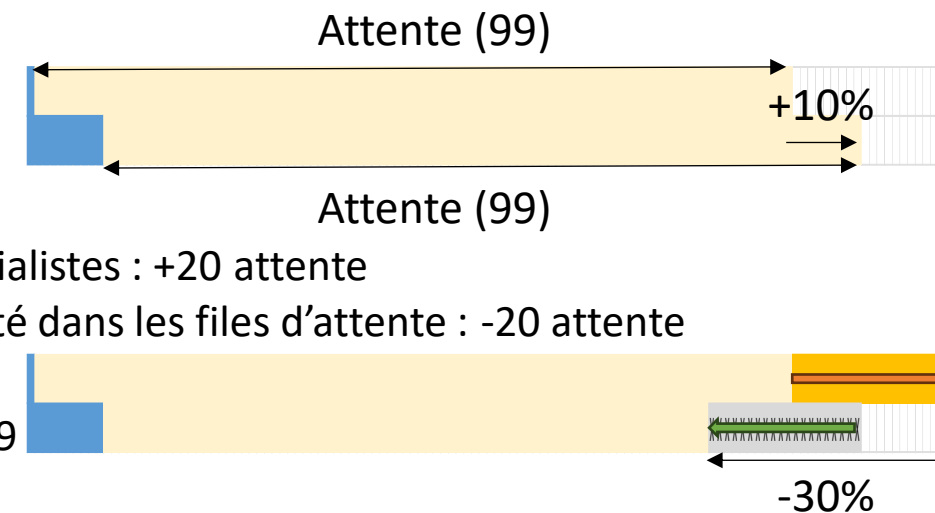 Attente (99)
+10%
Attente (99)
ialistes : +20 attente
té dans les files d'attente : -20 attente
9
-30%